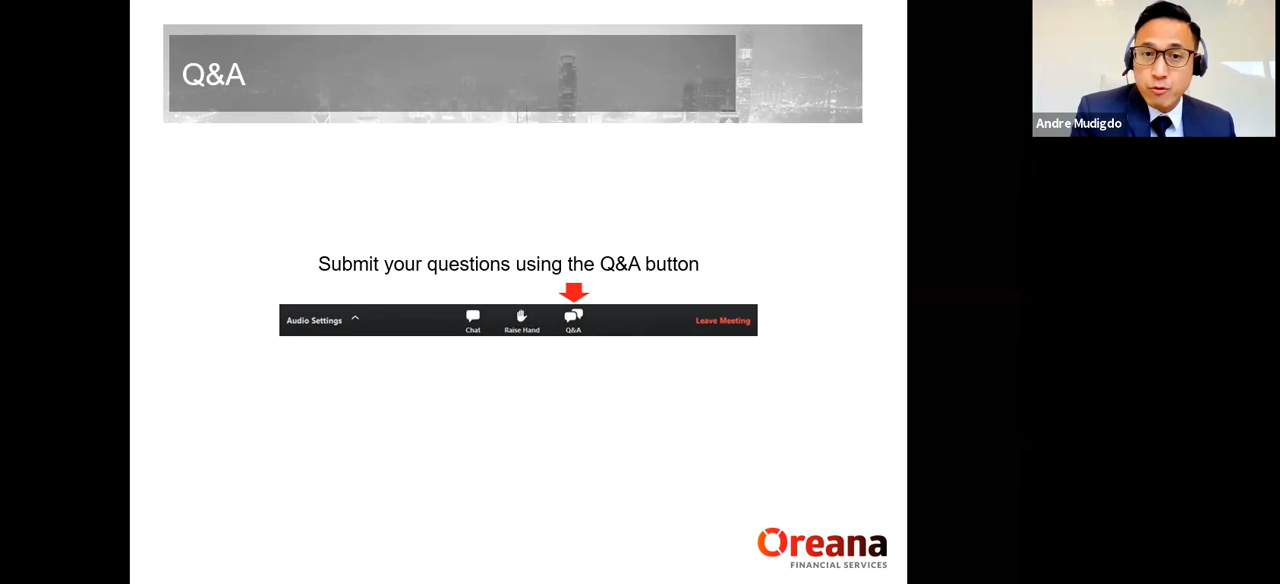 Q&A
Submit your questions using the Q&A button
Audio Settings
Chat
Raise Hand
Q&A
Leave Meeting
Oreana
FINANCIAL SERVICES
Andre Mudigdo